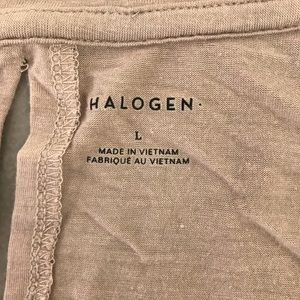 HALOGEN.
L
MADE IN VIETNAM
FABRIQUÉ AU VIETNAM